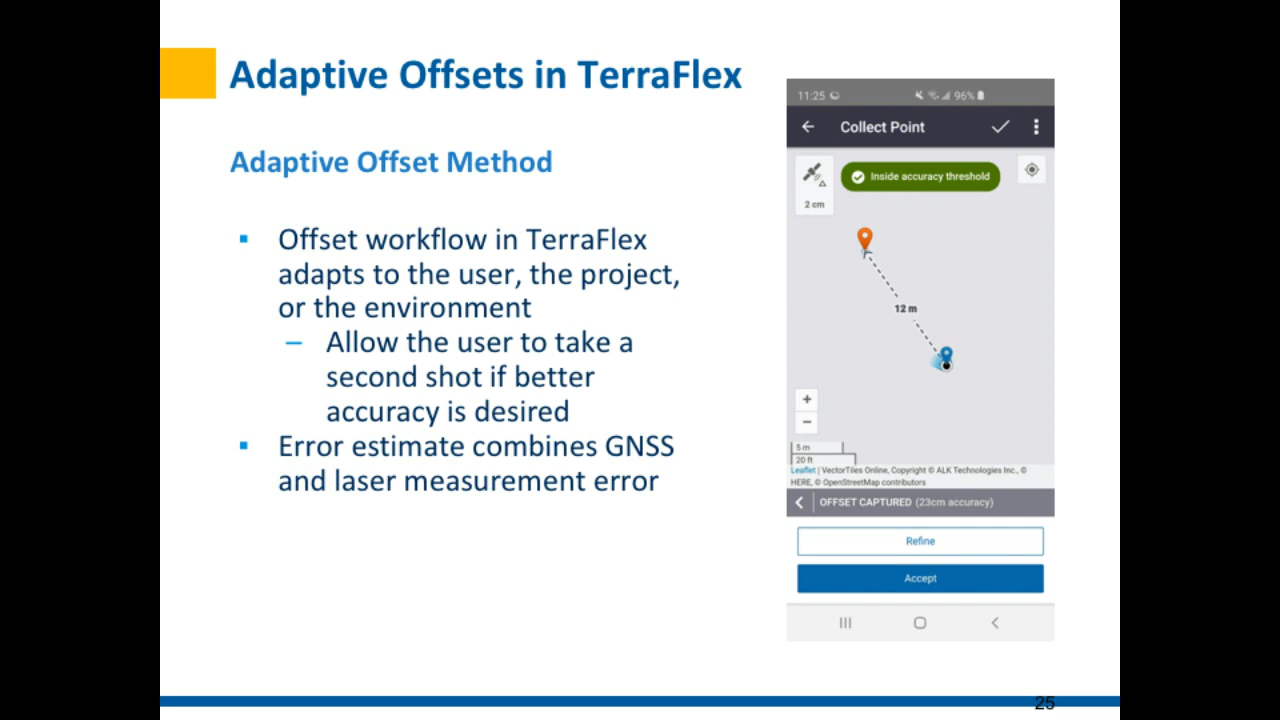 Adaptive Offsets in TerraFlex
Adaptive Offset Method
▪ Offset workflow in TerraFlex
adapts to the user, the project,
or the environment
– Allow the user to take a
second shot if better
accuracy is desired
▪ Error estimate combines GNSS
and laser measurement error
11:25
96%
Collect Point
Inside accuracy threshold
2 cm
12 m
+
−
5 m
20 ft
Leaflet | VectorTiles Online, Copyright © ALK Technologies Inc., ©
HERE, © OpenStreetMap contributors
OFFSET CAPTURED (23cm accuracy)
Refine
Accept
25